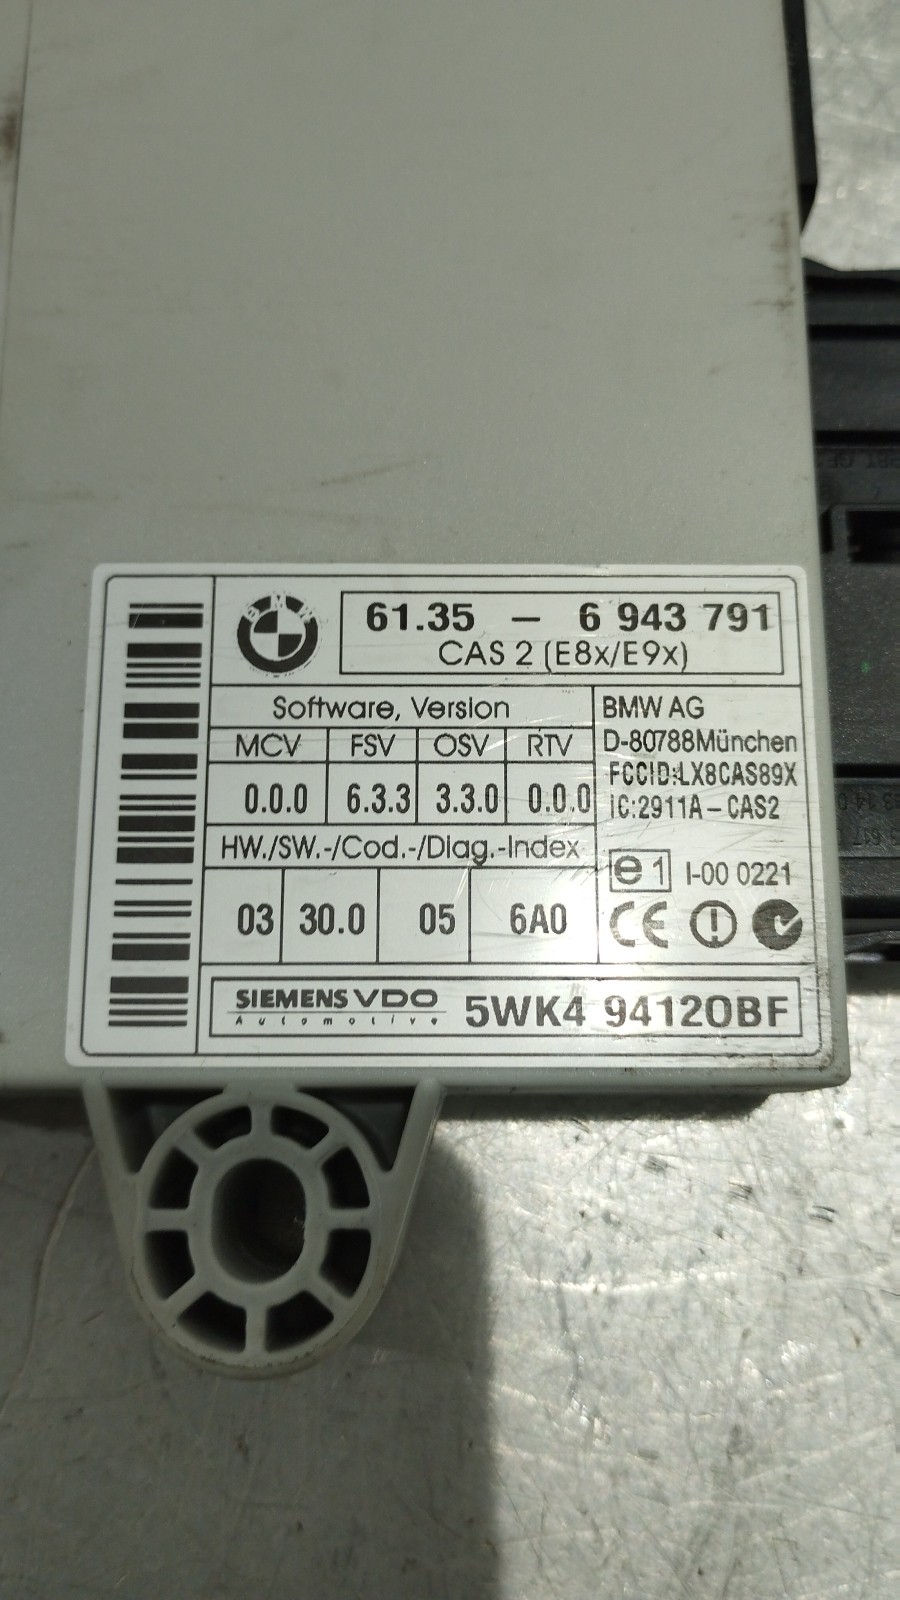 BMW
61.35 – 6 943 791
CAS 2 (E8x/E9x)
Software, Version
MCV FSV OSV RTV
0.0.0 6.3.3 3.3.0 0.0.0
HW./SW.-/Cod.-/Diag.-Index
03 30.0 05 6A0
BMW AG
D-80788München
FCCID:LX8CAS89X
IC:2911A–CAS2
e1 I-00 0221
CE
SIEMENS VDO
Automotive
5WK4 94120BF